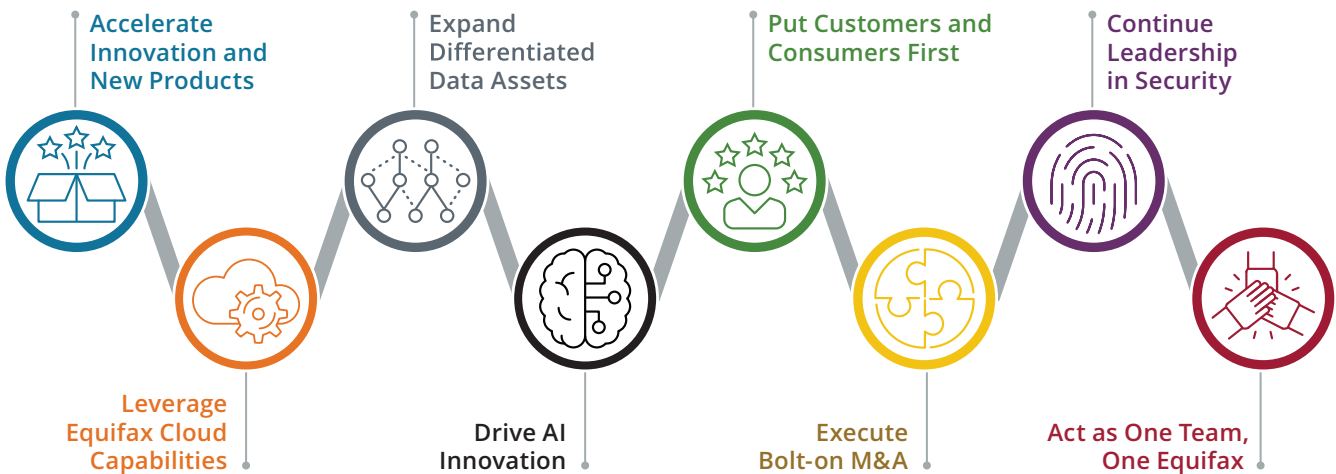 Accelerate
Innovation and
New Products
Leverage
Equifax Cloud
Capabilities
Expand
Differentiated
Data Assets
Drive AI
Innovation
Put Customers and
Consumers First
Execute
Bolt-on M&A
Continue
Leadership
in Security
Act as One Team,
One Equifax